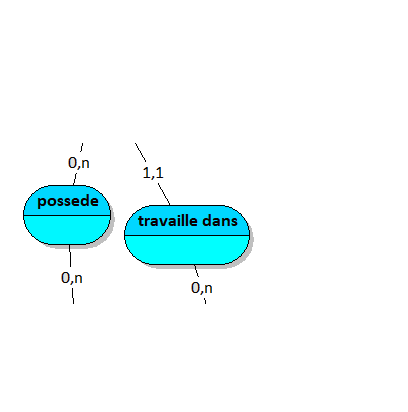 0,n
1,1
possede
travaille dans
0,n
0,n